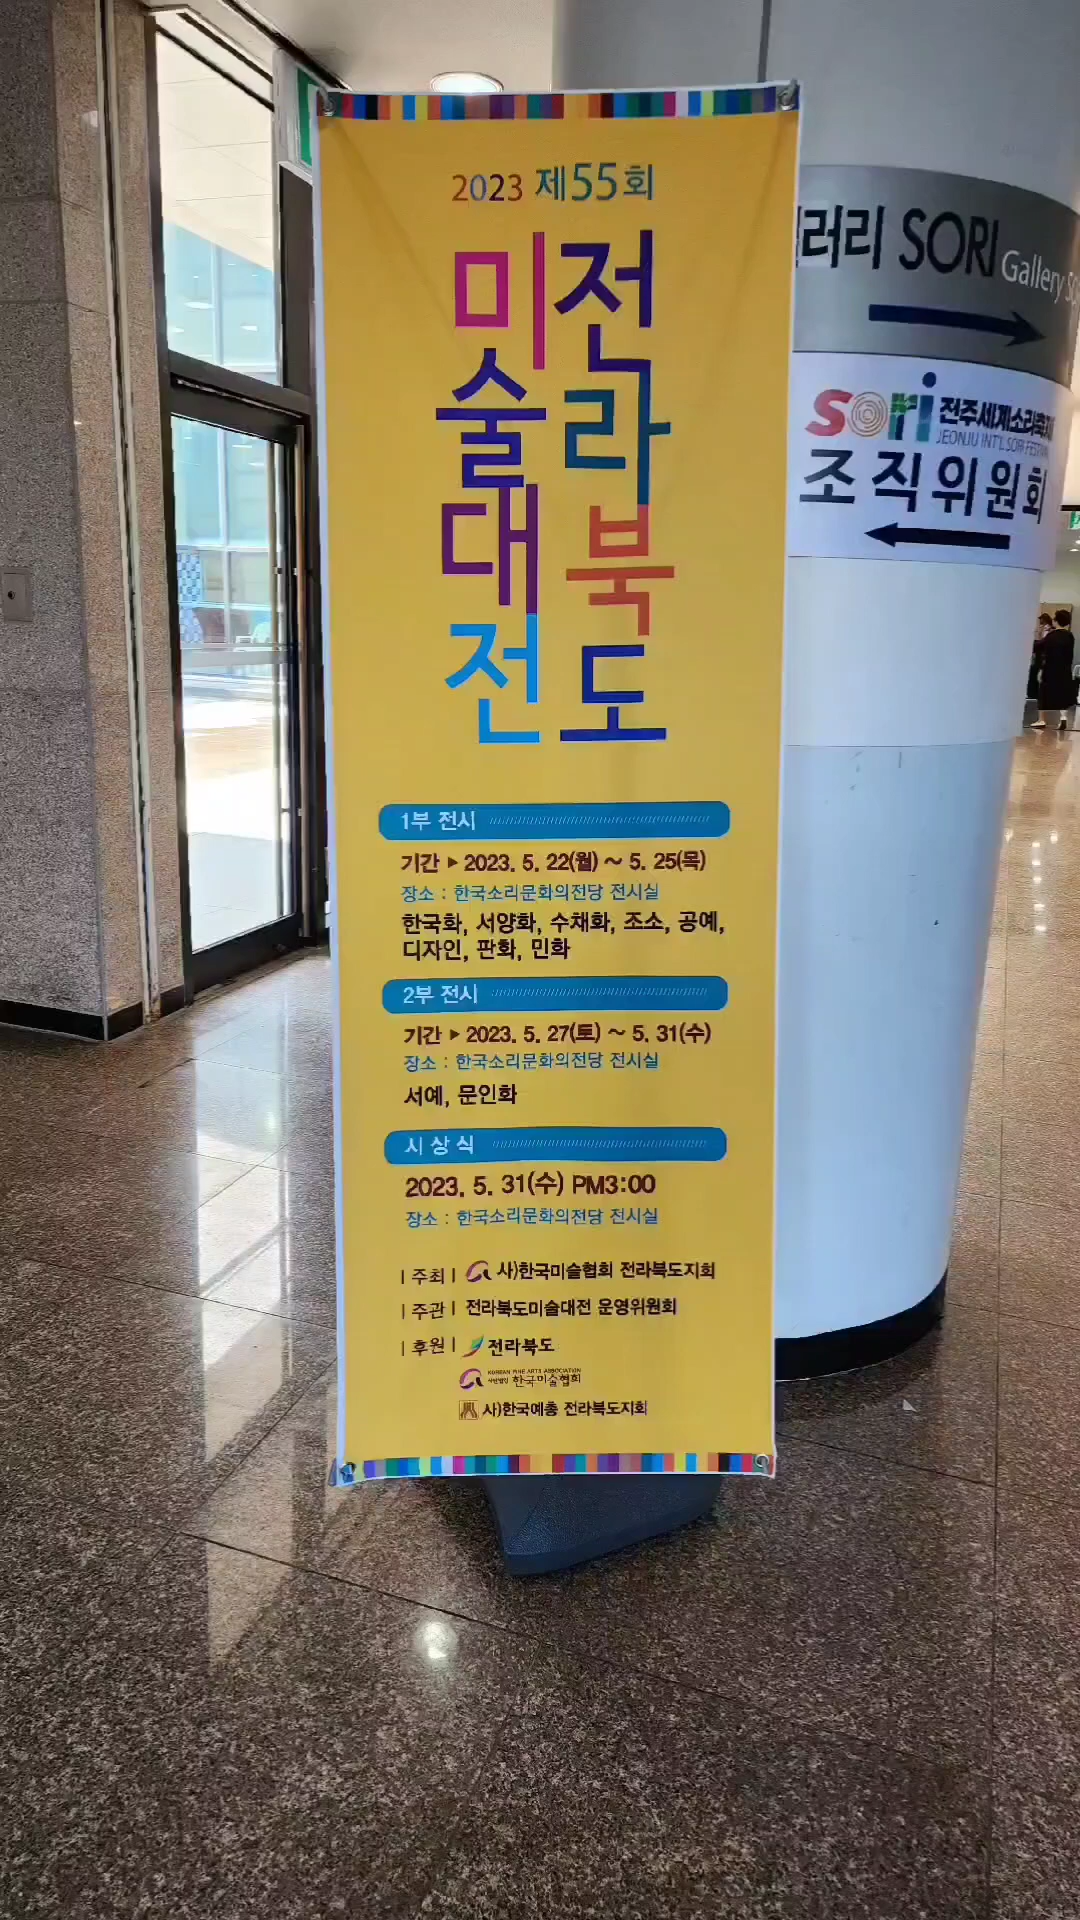 2023 제55회
전라북도
미술대전
1부 전시
기간 ▶ 2023. 5. 22(월) ~ 5. 25(목)
장소 : 한국소리문화의전당 전시실
한국화, 서양화, 수채화, 조소, 공예,
디자인, 판화, 민화
2부 전시
기간 ▶ 2023. 5. 27(토) ~ 5. 31(수)
장소 : 한국소리문화의전당 전시실
서예, 문인화
시상식
2023. 5. 31(수) PM3:00
장소 : 한국소리문화의전당 전시실
| 주최 | 사)한국미술협회 전라북도지회
| 주관 | 전라북도미술대전 운영위원회
| 후원 | 전라북도
KOREAN FINE ARTS ASSOCIATION
사단법인 한국미술협회
사)한국예총 전라북도지회
러리 SORI Gallery
sori 전주세계소리축제
JEONJU INT'L SORI FESTIVAL
조직위원회